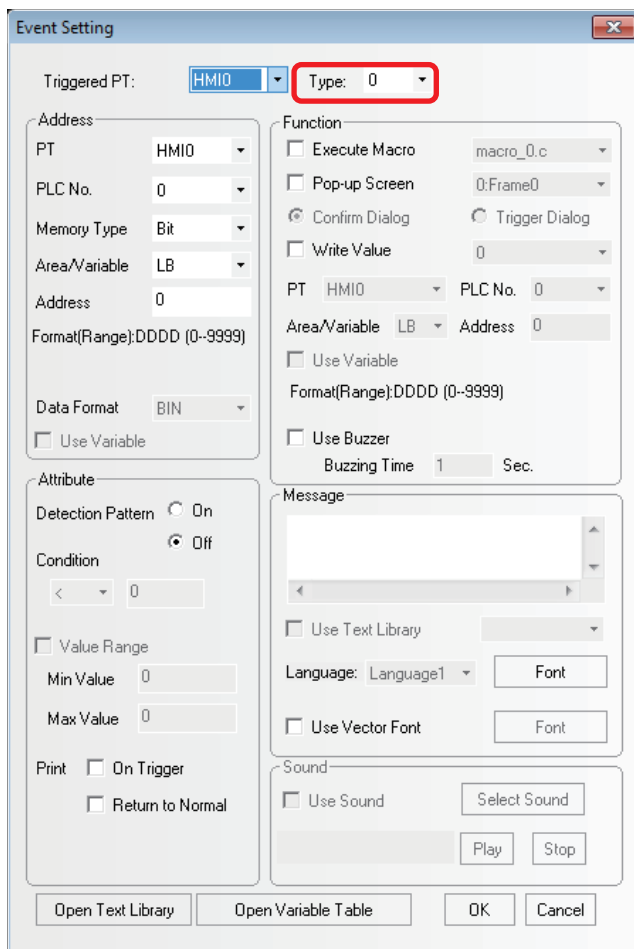 Event Setting
Triggered PT: HMI0 Type: 0
Address
PT HMI0
PLC No. 0
Memory Type Bit
Area/Variable LB
Address 0
Format(Range):DDDD (0--9999)
Data Format BIN
Use Variable
Attribute
Detection Pattern On
Off
Condition
< 0
Value Range
Min Value 0
Max Value 0
Print On Trigger
Return to Normal
Function
Execute Macro macro_0.c
Pop-up Screen 0:Frame0
Confirm Dialog Trigger Dialog
Write Value 0
PT HMI0 PLC No. 0
Area/Variable LB Address 0
Use Variable
Format(Range):DDDD (0--9999)
Use Buzzer
Buzzing Time 1 Sec.
Message
Use Text Library
Language: Language1 Font
Use Vector Font Font
Sound
Use Sound Select Sound
Play Stop
Open Text Library Open Variable Table OK Cancel